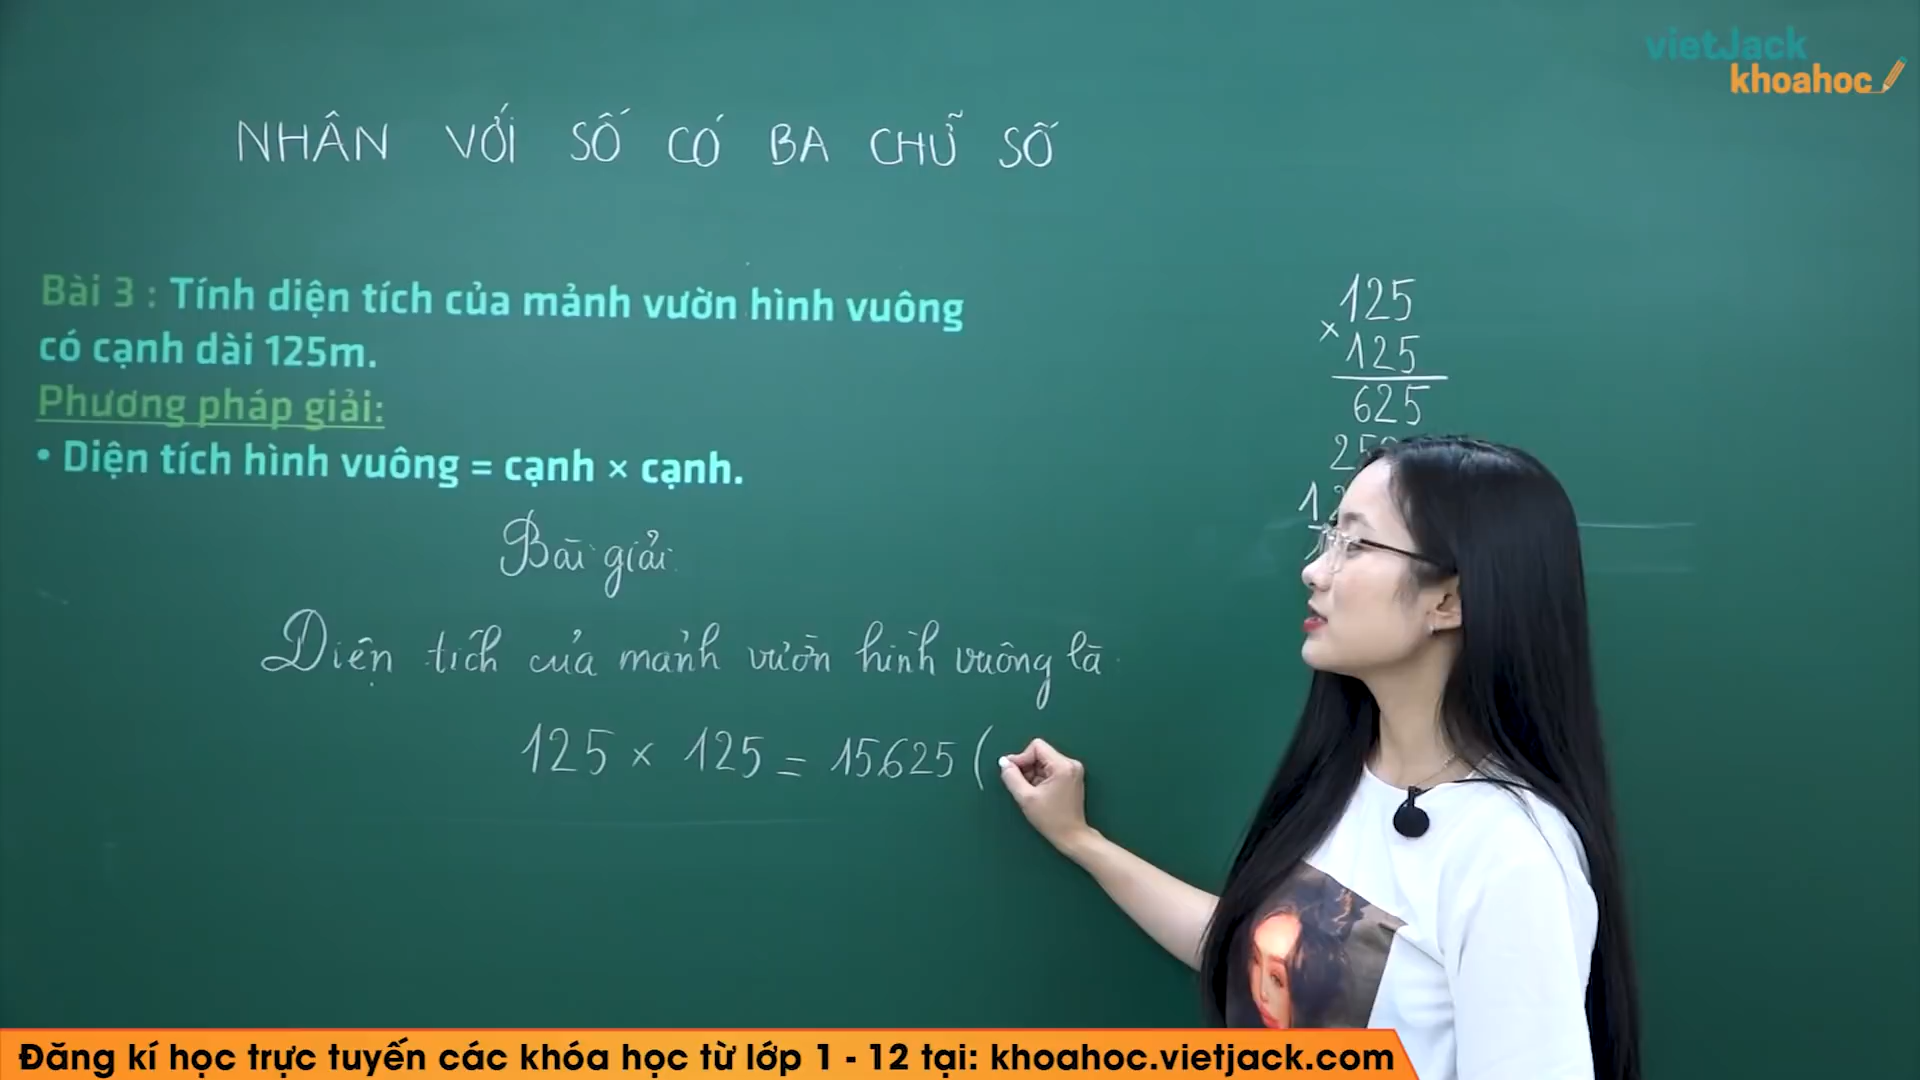 vietJack
khoahoc
NHÂN VỚI SỐ CÓ BA CHỮ SỐ
Bài 3 : Tính diện tích của mảnh vườn hình vuông
có cạnh dài 125m.
Phương pháp giải:
• Diện tích hình vuông = cạnh × cạnh.
125
×
125
625
Bài giải
Diện tích của mảnh vườn hình vuông là
125 × 125 = 15625 (
Đăng kí học trực tuyến các khóa học từ lớp 1 - 12 tại: khoahoc.vietjack.com